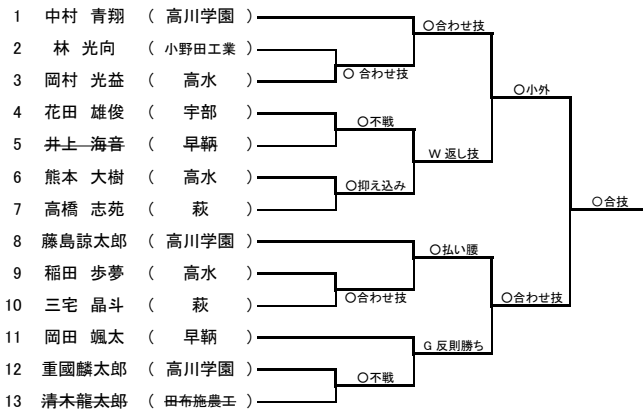 1 中村 青翔 ( 高川学園 )
○合わせ技
2 林 光向 ( 小野田工業 )
○ 合わせ技
3 岡村 光益 ( 高水 )
○小外
4 花田 雄俊 ( 宇部 )
○不戦
5 井上 海音 ( 早鞆 )
W 返し技
6 熊本 大樹 ( 高水 )
○抑え込み
7 高橋 志苑 ( 萩 )
○合技
8 藤島諒太郎 ( 高川学園 )
○払い腰
9 稲田 歩夢 ( 高水 )
○合わせ技
○合わせ技
10 三宅 晶斗 ( 萩 )
11 岡田 颯太 ( 早鞆 )
G 反則勝ち
12 重國麟太郎 ( 高川学園 )
○不戦
13 清木龍太郎 ( 田布施農工 )